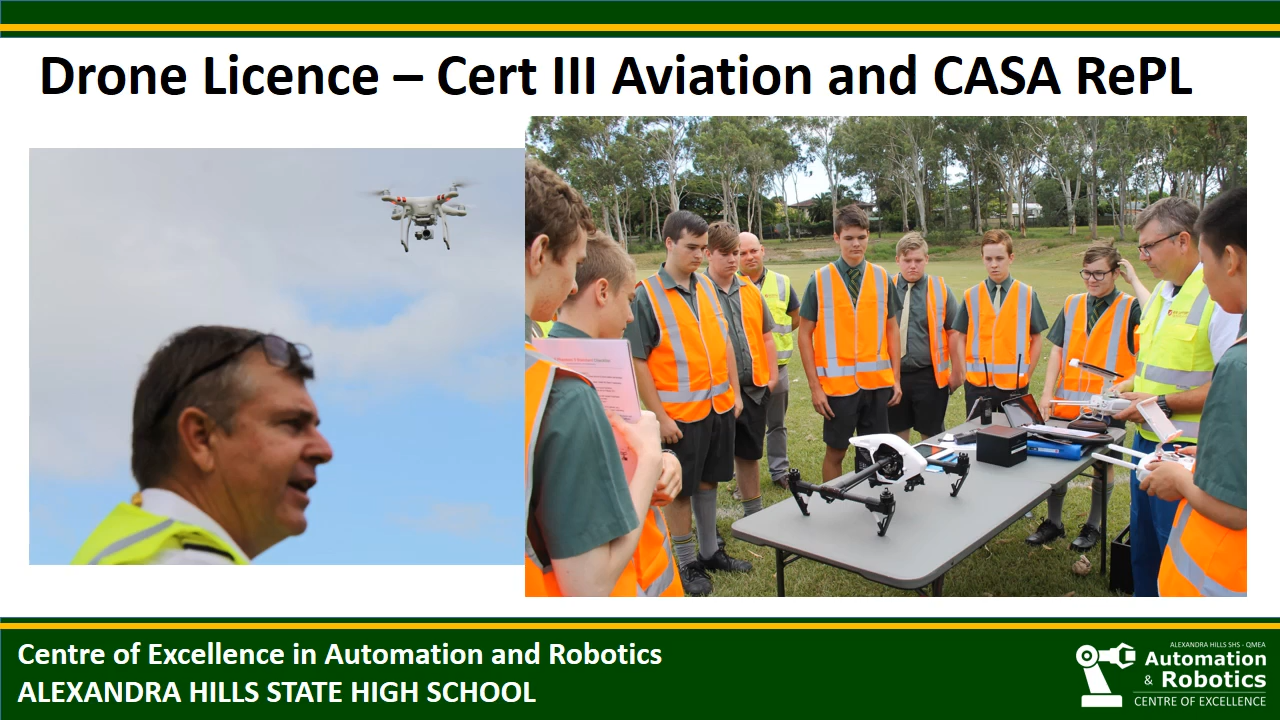 Drone Licence – Cert III Aviation and CASA RePL
Centre of Excellence in Automation and Robotics
ALEXANDRA HILLS STATE HIGH SCHOOL
ALEXANDRA HILLS SHS - QMEA
Automation
& Robotics
CENTRE OF EXCELLENCE